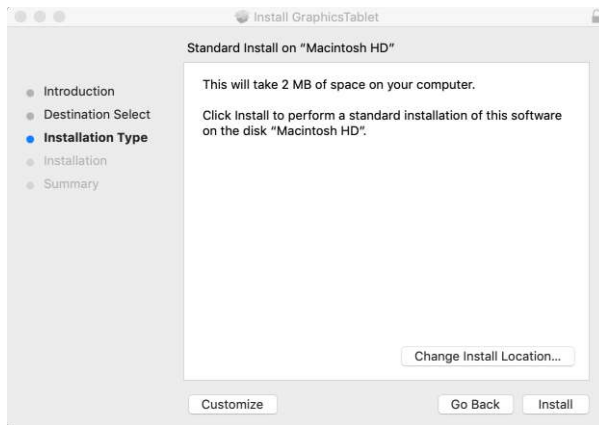 Install GraphicsTablet
Standard Install on “Macintosh HD”
Introduction
Destination Select
Installation Type
Installation
Summary
This will take 2 MB of space on your computer.
Click Install to perform a standard installation of this software
on the disk “Macintosh HD”.
Change Install Location...
Customize
Go Back
Install